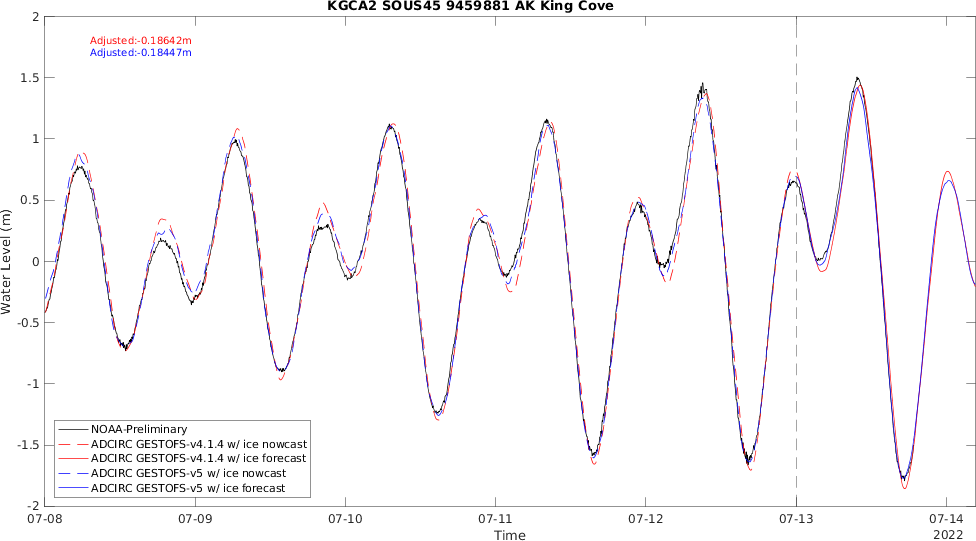 KGCA2 SOUS45 9459881 AK King Cove
Adjusted:-0.18642m
Adjusted:-0.18447m
2
1.5
1
0.5
0
-0.5
-1
-1.5
-2
Water Level (m)
NOAA-Preliminary
ADCIRC GESTOFS-v4.1.4 w/ ice nowcast
ADCIRC GESTOFS-v4.1.4 w/ ice forecast
ADCIRC GESTOFS-v5 w/ ice nowcast
ADCIRC GESTOFS-v5 w/ ice forecast
07-08 07-09 07-10 07-11 07-12 07-13 07-14
Time
2022